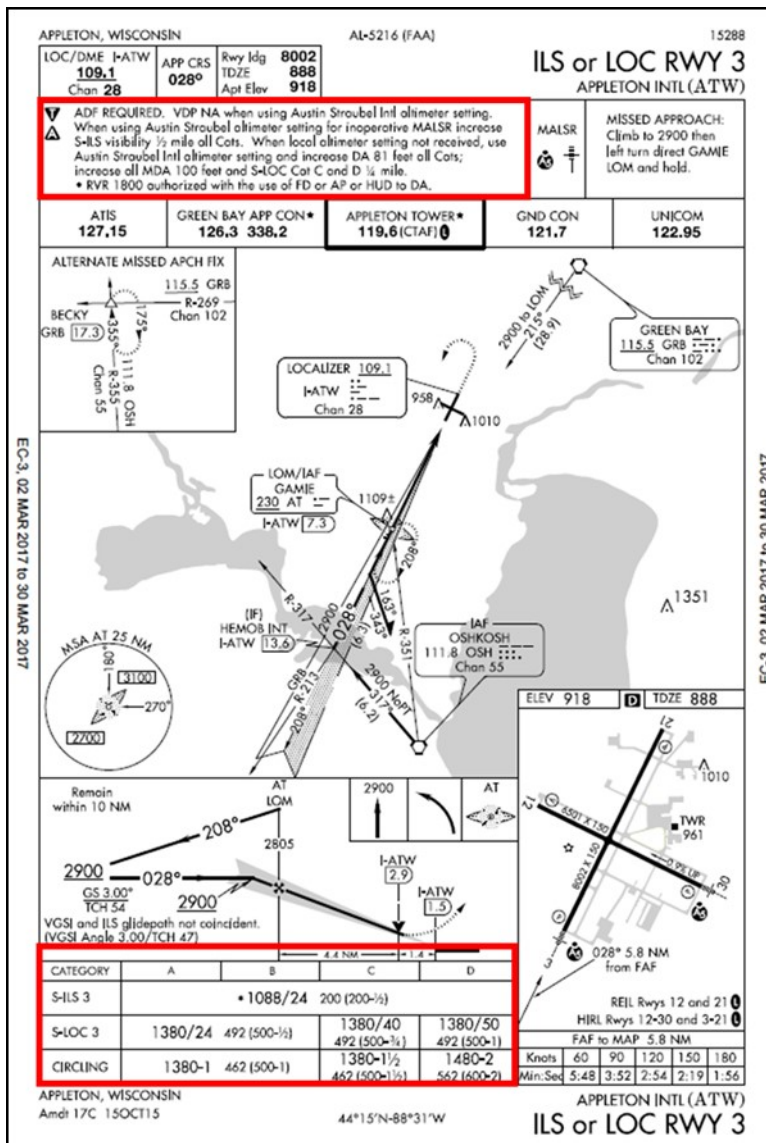 APPLETON, WISCONSIN
AL-5216 (FAA)
15288
LOC/DME I-ATW
109.1
Chan 28
APP CRS
028°
Rwy ldg 8002
TDZE 888
Apt Elev 918
ILS or LOC RWY 3
APPLETON INTL (ATW)
T
A
ADF REQUIRED. VDP NA when using Austin Straubel Intl altimeter setting.
When using Austin Straubel altimeter setting for inoperative MALSR increase
S-ILS visibility ½ mile all Cats. When local altimeter setting not received, use
Austin Straubel Intl altimeter setting and increase DA 81 feet all Cats;
increase all MDA 100 feet and S-LOC Cat C and D ¼ mile.
* RVR 1800 authorized with the use of FD or AP or HUD to DA.
MALSR
MISSED APPROACH:
Climb to 2900 then
left turn direct GAMIE
LOM and hold.
ATIS
127.15
GREEN BAY APP CON*
126.3 338.2
APPLETON TOWER*
119.6 (CTAF) L
GND CON
121.7
UNICOM
122.95
ALTERNATE MISSED APCH FIX
115.5 GRB
R-269
Chan 102
BECKY
GRB 17.3
175°
355°
R-355
111.8 OSH
Chan 55
2900 to LOM
215°
(28.9)
GREEN BAY
115.5 GRB
Chan 102
LOCALIZER 109.1
I-ATW
Chan 28
958
1010
LOM/IAF
GAMIE
230 AT
I-ATW 7.3
1109±
208°
163°
343°
R-351
R-317
2900
028°
(6.3)
(IF)
HEMOB INT
I-ATW 13.6
GRB
R-213
208°
2900 NoPT
317°
(6.2)
IAF
OSHKOSH
111.8 OSH
Chan 55
1351
MSA AT 25 NM
180°
3100
270°
2700
EC-3, 02 MAR 2017 to 30 MAR 2017
EC-3, 02 MAR 2017 to 30 MAR 2017
ELEV 918
D
TDZE 888
21
12
1010
6501 X 150
TWR
961
8002 X 150
0.9% UP
30
3
028° 5.8 NM
from FAF
REIL Rwys 12 and 21 L
HIRL Rwys 12-30 and 3-21 L
FAF to MAP 5.8 NM
Knots 60 90 120 150 180
Min:Sec 5:48 3:52 2:54 2:19 1:56
Remain
within 10 NM
AT
LOM
2900
AT
208°
2805
2900
028°
GS 3.00°
TCH 54
2900
I-ATW
2.9
I-ATW
1.5
VGSI and ILS glidepath not coincident.
(VGSI Angle 3.00/TCH 47)
4.4 NM
1.4
CATEGORY A B C D
S-ILS 3 * 1088/24 200 (200-½)
S-LOC 3 1380/24 492 (500-½) 1380/40 492 (500-¾) 1380/50 492 (500-1)
CIRCLING 1380-1 462 (500-1) 1380-1½ 462 (500-1½) 1480-2 562 (600-2)
APPLETON, WISCONSIN
Amdt 17C 15OCT15
44°15'N-88°31'W
APPLETON INTL (ATW)
ILS or LOC RWY 3